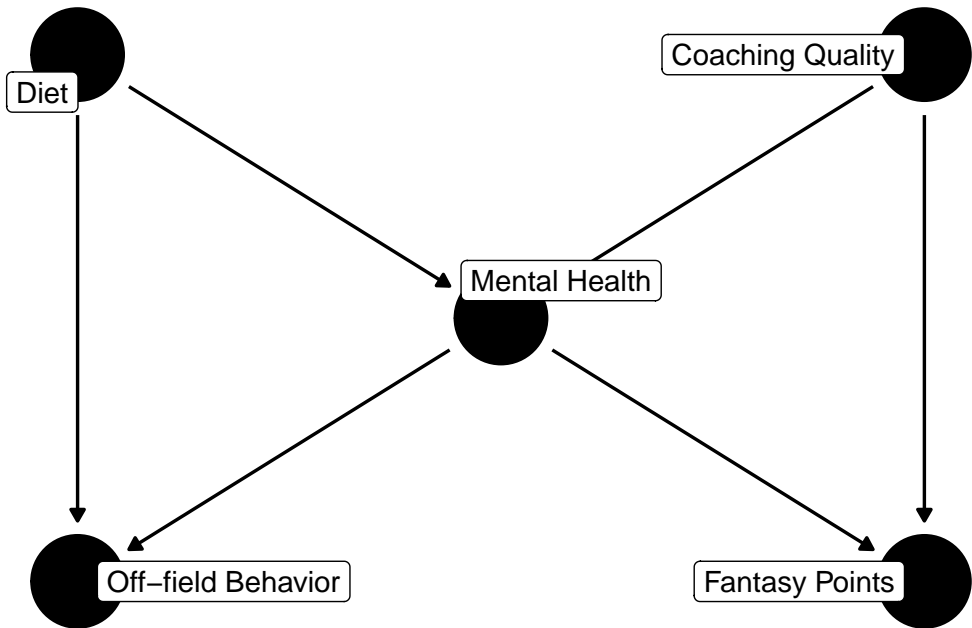 Coaching Quality
Diet
Mental Health
Off−field Behavior
Fantasy Points